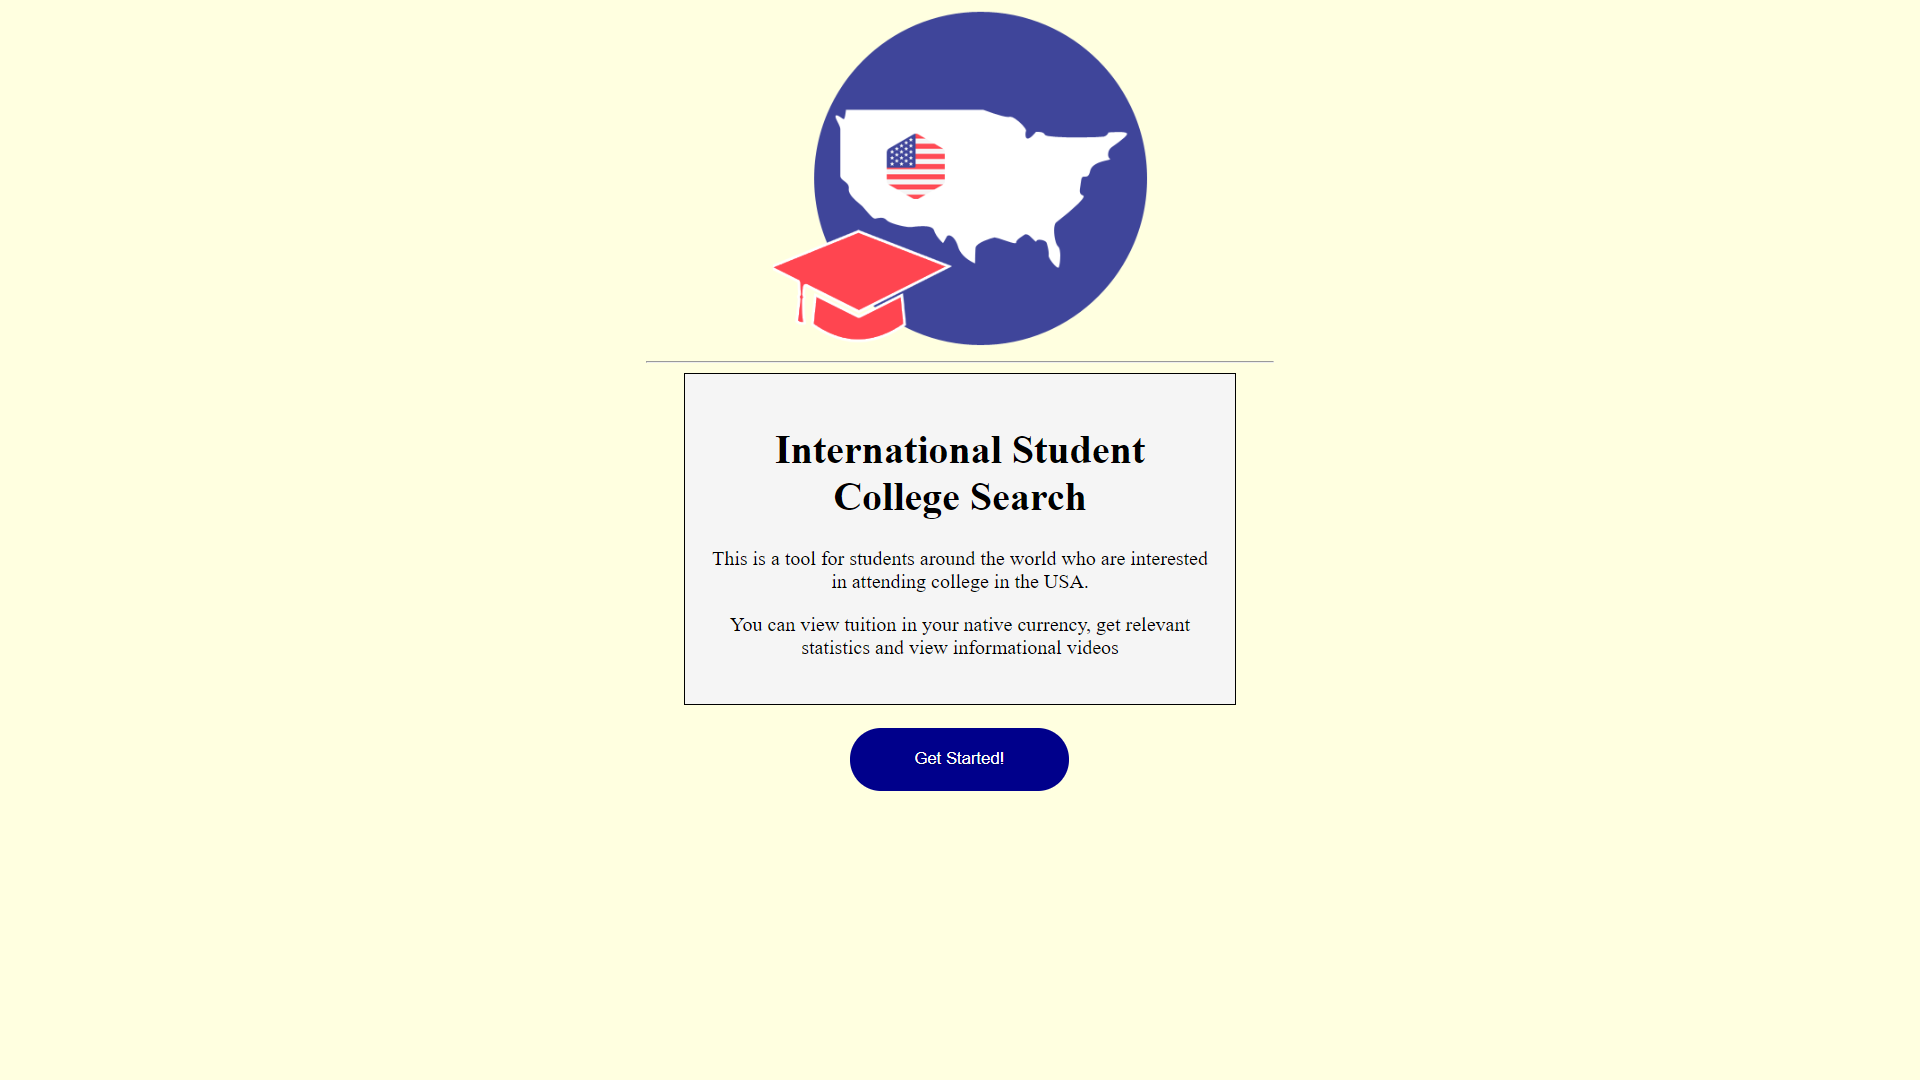 International Student
College Search
This is a tool for students around the world who are interested
in attending college in the USA.
You can view tuition in your native currency, get relevant
statistics and view informational videos
Get Started!